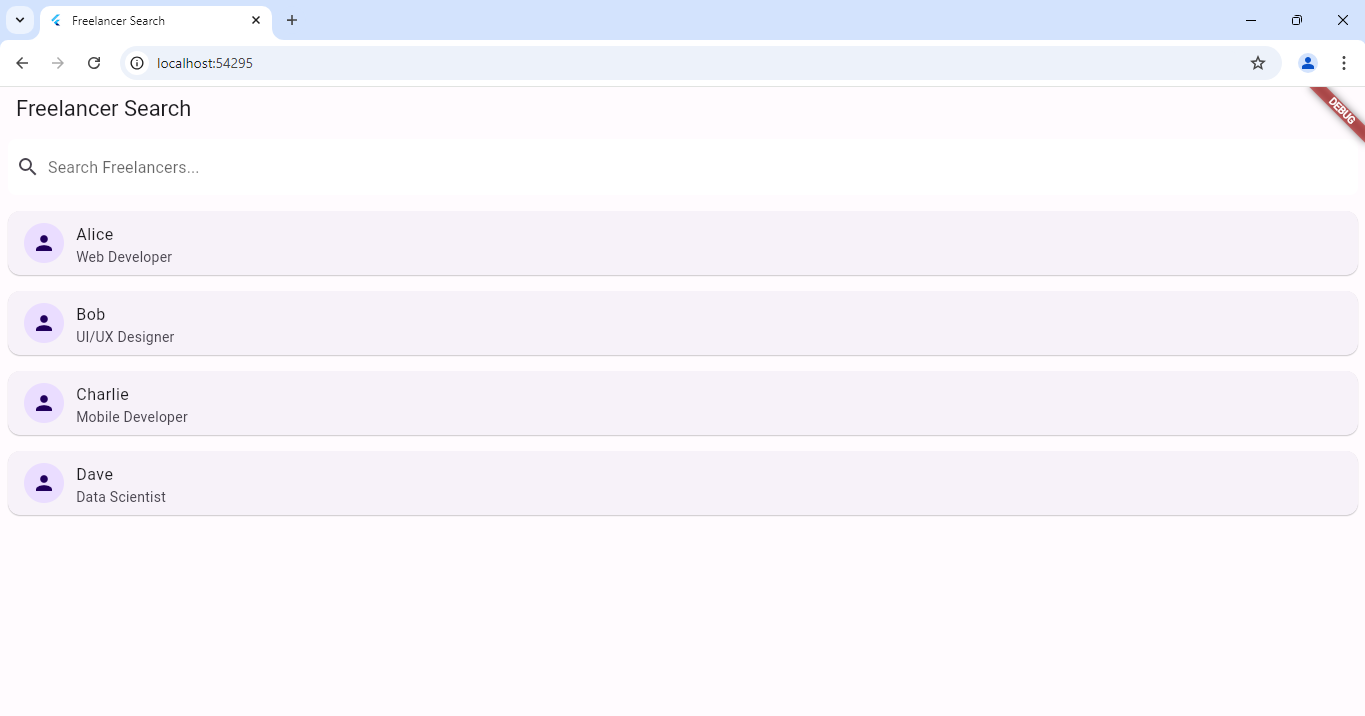 Freelancer Search
localhost:54295
Freelancer Search
DEBUG
Search Freelancers...
Alice
Web Developer
Bob
UI/UX Designer
Charlie
Mobile Developer
Dave
Data Scientist